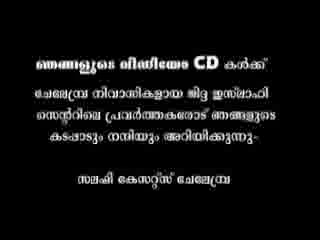 ഞങ്ങളുടെ വീഡിയോ CD കൾക്ക്
ചേലേമ്പ്ര നിവാസികളായ ജിദ്ദ ഇസ്‌ലാഹി
സെന്ററിലെ പ്രവർത്തകരോട് ഞങ്ങളുടെ
കടപ്പാടും നന്ദിയും അറിയിക്കുന്നു-
സലഫി കേസറ്റ്സ് ചേലേമ്പ്ര